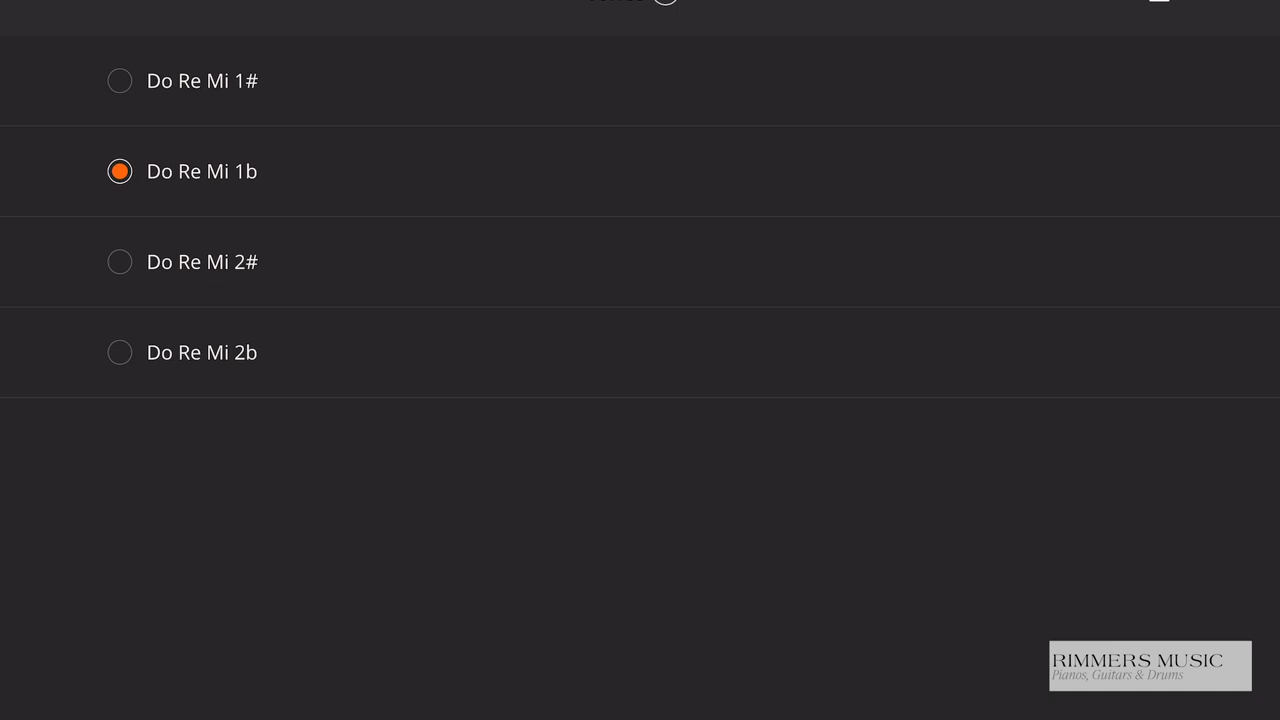 Do Re Mi 1#
Do Re Mi 1b
Do Re Mi 2#
Do Re Mi 2b
RIMMERS MUSIC
Pianos, Guitars & Drums